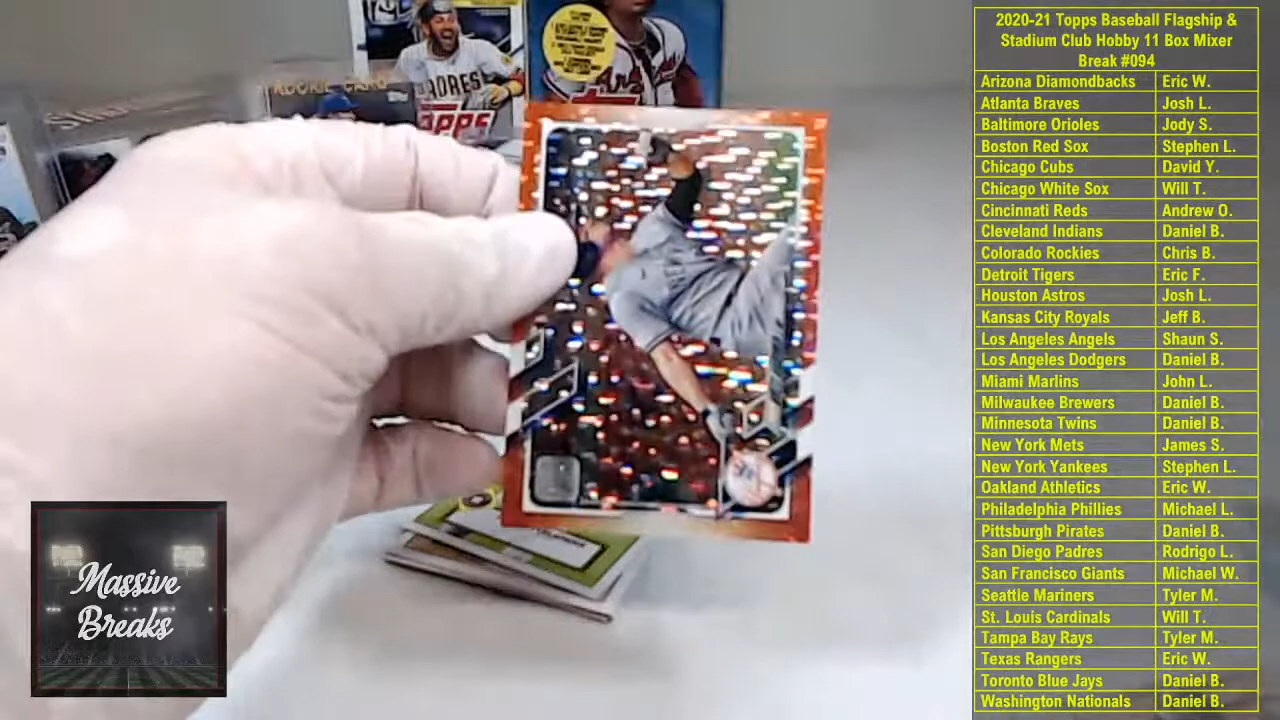 2020-21 Topps Baseball Flagship &
Stadium Club Hobby 11 Box Mixer
Break #094
Arizona Diamondbacks Eric W.
Atlanta Braves Josh L.
Baltimore Orioles Jody S.
Boston Red Sox Stephen L.
Chicago Cubs David Y.
Chicago White Sox Will T.
Cincinnati Reds Andrew O.
Cleveland Indians Daniel B.
Colorado Rockies Chris B.
Detroit Tigers Eric F.
Houston Astros Josh L.
Kansas City Royals Jeff B.
Los Angeles Angels Shaun S.
Los Angeles Dodgers Daniel B.
Miami Marlins John L.
Milwaukee Brewers Daniel B.
Minnesota Twins Daniel B.
New York Mets James S.
New York Yankees Stephen L.
Oakland Athletics Eric W.
Philadelphia Phillies Michael L.
Pittsburgh Pirates Daniel B.
San Diego Padres Rodrigo L.
San Francisco Giants Michael W.
Seattle Mariners Tyler M.
St. Louis Cardinals Will T.
Tampa Bay Rays Tyler M.
Texas Rangers Eric W.
Toronto Blue Jays Daniel B.
Washington Nationals Daniel B.
ROOKIE CARD
Massive
Breaks